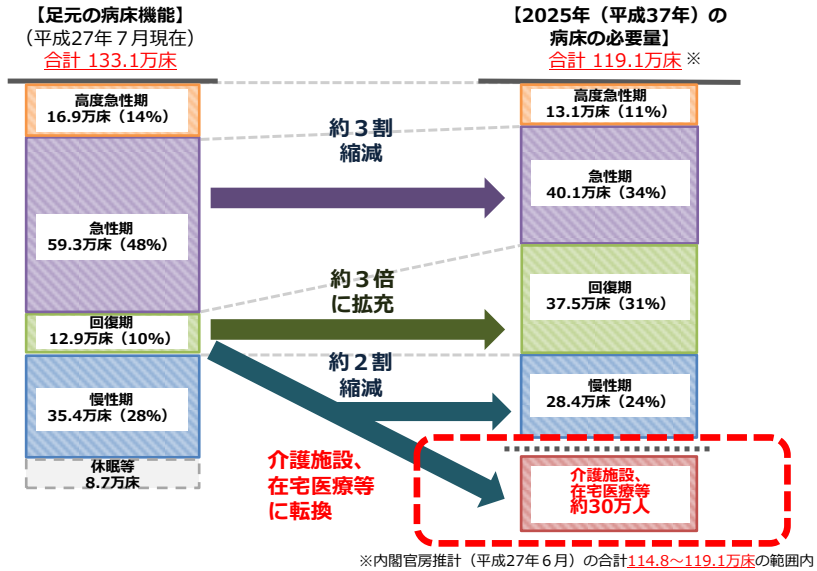 【足元の病床機能】
（平成27年７月現在）
合計 133.1万床
【2025年（平成37年）の
病床の必要量】
合計 119.1万床 ※
高度急性期
16.9万床（14%）
高度急性期
13.1万床（11%）
約３割
縮減
急性期
59.3万床（48%）
急性期
40.1万床（34%）
約３倍
に拡充
回復期
12.9万床（10%）
回復期
37.5万床（31%）
約２割
縮減
慢性期
35.4万床（28%）
慢性期
28.4万床（24%）
休眠等
8.7万床
介護施設、
在宅医療等
に転換
介護施設、
在宅医療等
約30万人
※内閣官房推計（平成27年６月）の合計114.8～119.1万床の範囲内